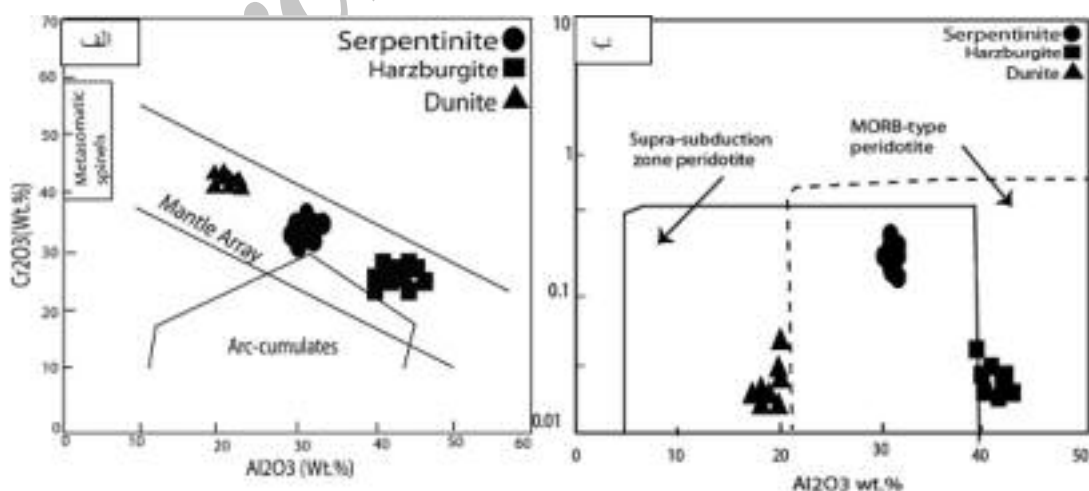 70
60
50
40
30
20
10
0
Cr2O3(Wt.%)
Serpentinite
Harzburgite
Dunite
Metasomatic
spinels
Mantle Array
Arc-cumulates
0
10
20
30
40
50
60
Al2O3 (Wt.%)
10
1
0.1
0.01
Serpentinite
Harzburgite
Dunite
Supra-subduction
zone peridotite
MORB-type
peridotite
0
10
20
30
40
50
Al2O3 wt.%